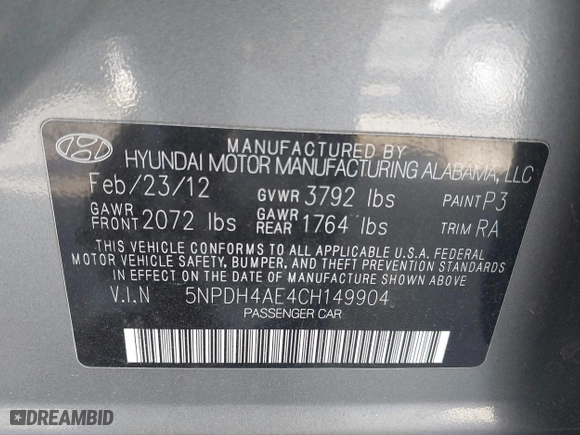 MANUFACTURED BY
HYUNDAI MOTOR MANUFACTURING ALABAMA, LLC
Feb/23/12 GVWR 3792 lbs PAINT P3
GAWR FRONT 2072 lbs GAWR REAR 1764 lbs TRIM RA
THIS VEHICLE CONFORMS TO ALL APPLICABLE U.S.A. FEDERAL
MOTOR VEHICLE SAFETY, BUMPER, AND THEFT PREVENTION
STANDARDS IN EFFECT ON THE DATE OF MANUFACTURE SHOWN ABOVE.
V.I.N 5NPDH4AE4CH149904
PASSENGER CAR
DREAMBID